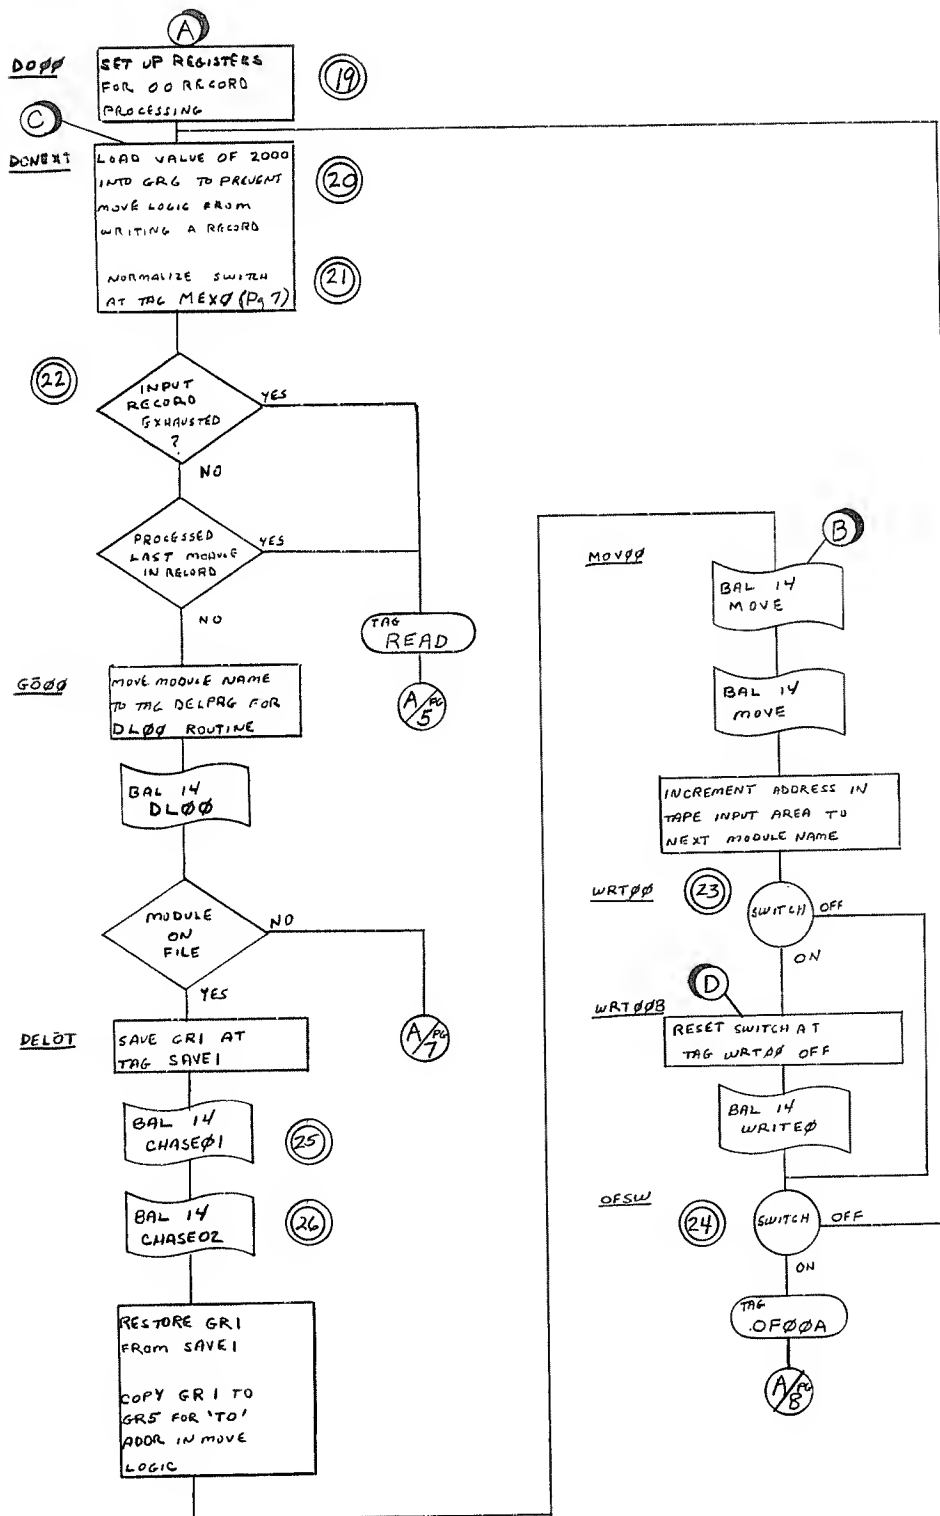 A
DOØØ
SET UP REGISTERS
FOR 00 RECORD
PROCESSING
19
C
DONEXT
LOAD VALUE OF 2000
INTO GR6 TO PREVENT
MOVE LOGIC FROM
WRITING A RECORD
20
NORMALIZE SWITCH
AT TAG MEXØ (Pg 7)
21
22
INPUT
RECORD
EXHAUSTED
?
YES
NO
PROCESSED
LAST MODULE
IN RECORD
YES
NO
TAG
READ
A/PG
5
GOØØ
MOVE MODULE NAME
TO TAG DELPRG FOR
DLØØ ROUTINE
BAL 14
DLØØ
MODULE
ON
FILE
NO
YES
A/PG
7
DELOT
SAVE GR1 AT
TAG SAVE1
BAL 14
CHASEØ1
25
BAL 14
CHASE02
26
RESTORE GR1
FROM SAVE1
COPY GR1 TO
GR5 FOR 'TO'
ADDR IN MOVE
LOGIC
B
MOVØØ
BAL 14
MOVE
BAL 14
MOVE
INCREMENT ADDRESS IN
TAPE INPUT AREA TO
NEXT MODULE NAME
WRTØØ
23
SWITCH
OFF
ON
D
WRTØØB
RESET SWITCH AT
TAG WRTØØ OFF
BAL 14
WRITEØ
OFSW
24
SWITCH
OFF
ON
TAG
OFØØA
A/PG
8